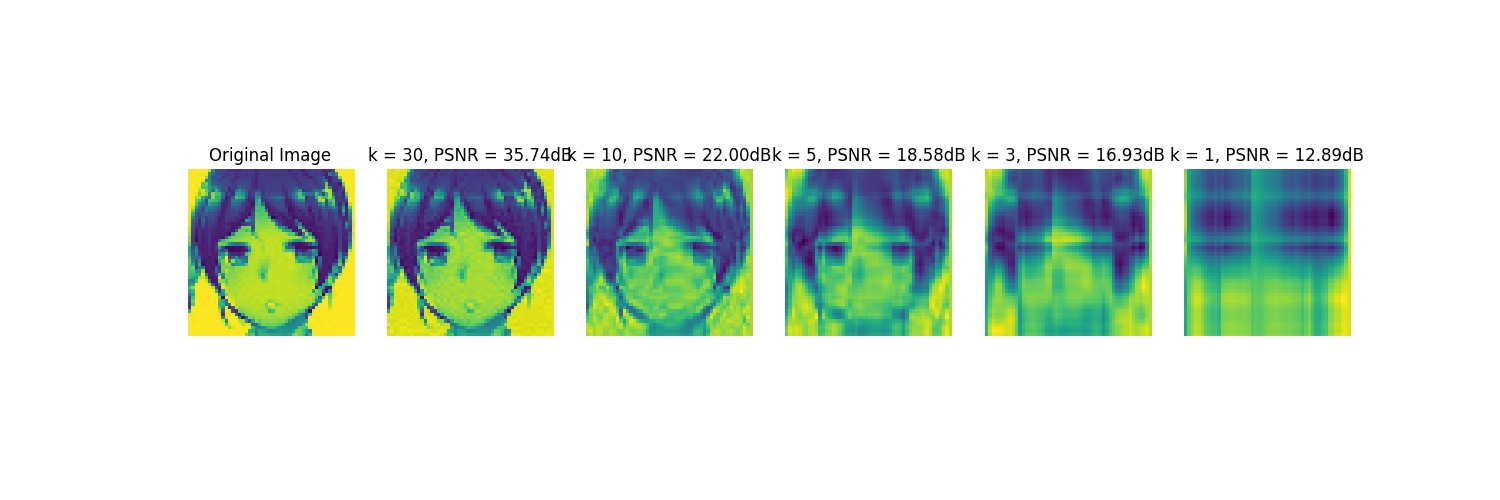 Original Image
k = 30, PSNR = 35.74dB
k = 10, PSNR = 22.00dB
k = 5, PSNR = 18.58dB
k = 3, PSNR = 16.93dB
k = 1, PSNR = 12.89dB